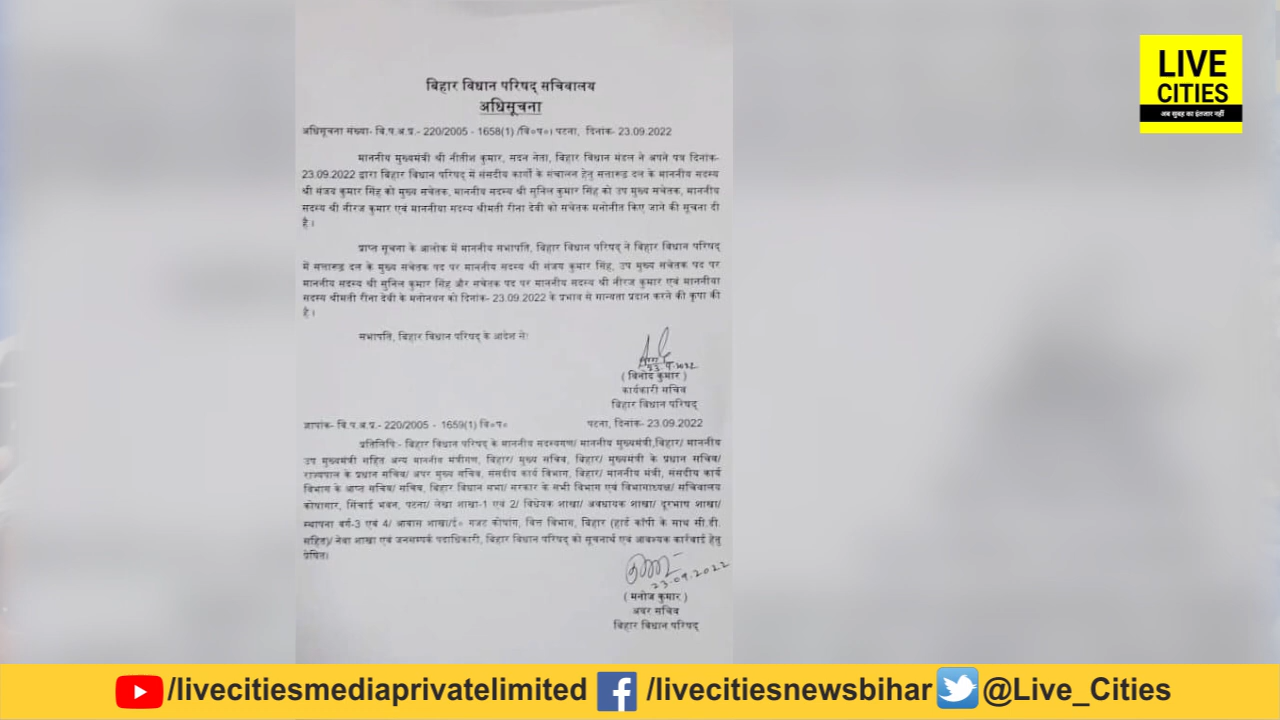 LIVE
CITIES
अब सुबह का इंतजार नहीं
बिहार विधान परिषद् सचिवालय
अधिसूचना
अधिसूचना संख्या- वि.प.अ.प्र.- 220/2005 - 1658(1) /वि०प०। पटना, दिनांक- 23.09.2022
माननीय मुख्यमंत्री श्री नीतीश कुमार, सदन नेता, बिहार विधान मंडल ने अपने पत्र दिनांक-
23.09.2022 द्वारा बिहार विधान परिषद् में संसदीय कार्यों के संचालन हेतु सत्तारूढ़ दल के माननीय सदस्य
श्री संजय कुमार सिंह को मुख्य सचेतक, माननीय सदस्य श्री सुनिल कुमार सिंह को उप मुख्य सचेतक, माननीय
सदस्य श्री नीरज कुमार एवं माननीया सदस्य श्रीमती रीना देवी को सचेतक मनोनीत किए जाने की सूचना दी
है।
प्राप्त सूचना के आलोक में माननीय सभापति, बिहार विधान परिषद् ने बिहार विधान परिषद्
में सत्तारूढ़ दल के मुख्य सचेतक पद पर माननीय सदस्य श्री संजय कुमार सिंह, उप मुख्य सचेतक पद पर
माननीय सदस्य श्री सुनिल कुमार सिंह और सचेतक पद पर माननीय सदस्य श्री नीरज कुमार एवं माननीया
सदस्य श्रीमती रीना देवी के मनोनयन को दिनांक- 23.09.2022 के प्रभाव से मान्यता प्रदान करने की कृपा की
है।
सभापति, बिहार विधान परिषद् के आदेश से
( विनोद कुमार )
कार्यकारी सचिव
बिहार विधान परिषद्
ज्ञापांक- वि.प.अ.प्र.- 220/2005 - 1659(1) वि०प० पटना, दिनांक- 23.09.2022
प्रतिलिपि:- बिहार विधान परिषद् के माननीय सदस्यगण/ माननीय मुख्यमंत्री,बिहार/ माननीय
उप मुख्यमंत्री सहित अन्य माननीय मंत्रीगण, बिहार/ मुख्य सचिव, बिहार/ मुख्यमंत्री के प्रधान सचिव/
राज्यपाल के प्रधान सचिव/ अपर मुख्य सचिव, संसदीय कार्य विभाग, बिहार/ माननीय मंत्री, संसदीय कार्य
विभाग के आप्त सचिव/ सचिव, बिहार विधान सभा/ सरकार के सभी विभाग एवं विभागाध्यक्ष/ सचिवालय
कोषागार, सिंचाई भवन, पटना/ लेखा शाखा-1 एवं 2/ विधेयक शाखा/ अवधायक शाखा/ दूरभाष शाखा/
स्थापना वर्ग-3 एवं 4/ आवास शाखा/ई० गजट कोषांग, वित्त विभाग, बिहार (हार्ड कॉपी के साथ सी.डी.
सहित)/ नेवा शाखा एवं जनसम्पर्क पदाधिकारी, बिहार विधान परिषद् को सूचनार्थ एवं आवश्यक कार्रवाई हेतु
प्रेषित।
23.09.2022
( मनोज कुमार )
अवर सचिव
बिहार विधान परिषद्
/livecitiesmediaprivatelimited /livecitiesnewsbihar @Live_Cities